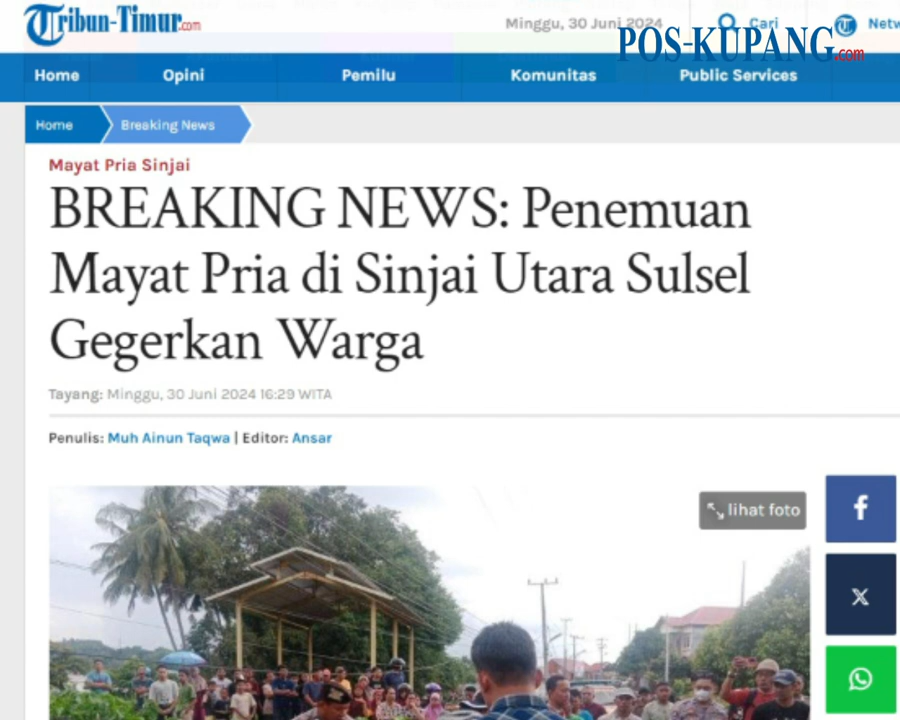 Tribun-Timur.com
Minggu, 30 Juni 2024
Cari
Netw
POS-KUPANG.com
Home
Opini
Pemilu
Komunitas
Public Services
Home
Breaking News
Mayat Pria Sinjai
BREAKING NEWS: Penemuan
Mayat Pria di Sinjai Utara Sulsel
Gegerkan Warga
Tayang: Minggu, 30 Juni 2024 16:29 WITA
Penulis: Muh Ainun Taqwa | Editor: Ansar
lihat foto